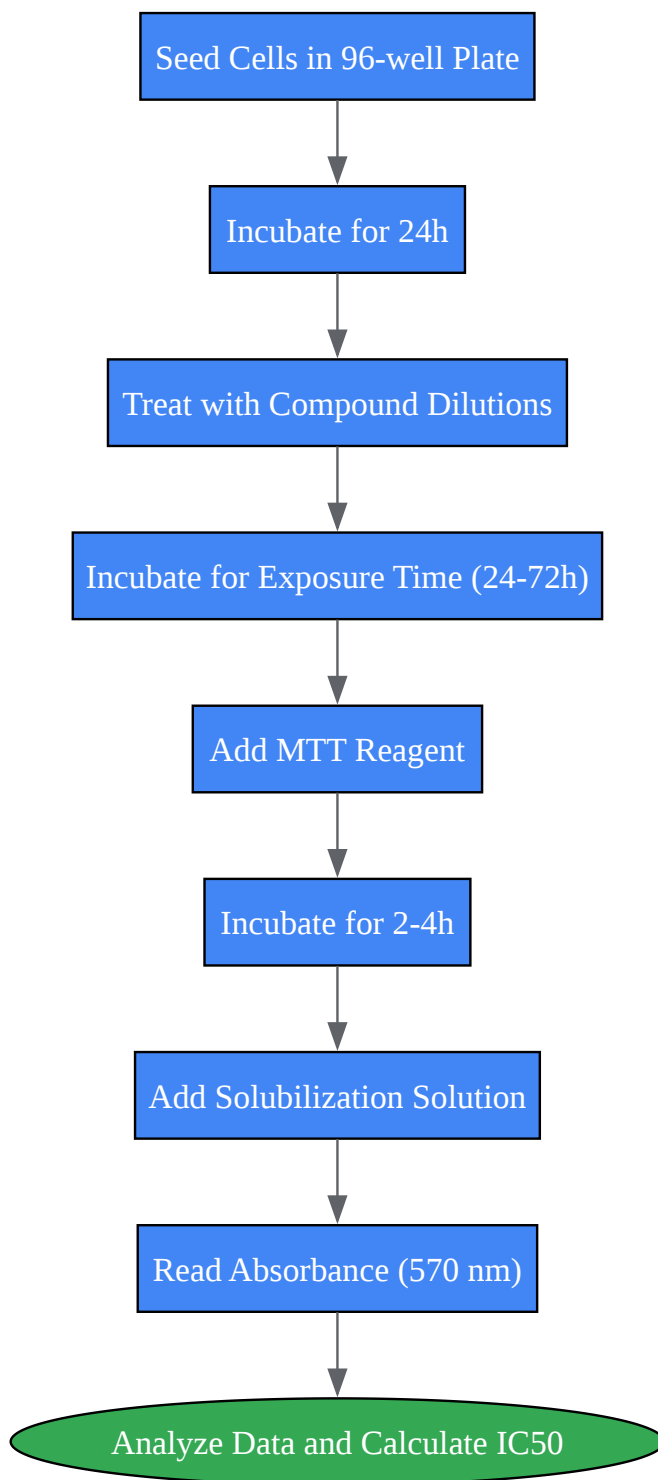 Seed Cells in 96-well Plate
Incubate for 24h
Treat with Compound Dilutions
Incubate for Exposure Time (24-72h)
Add MTT Reagent
Incubate for 2-4h
Add Solubilization Solution
Read Absorbance (570 nm)
Analyze Data and Calculate IC50